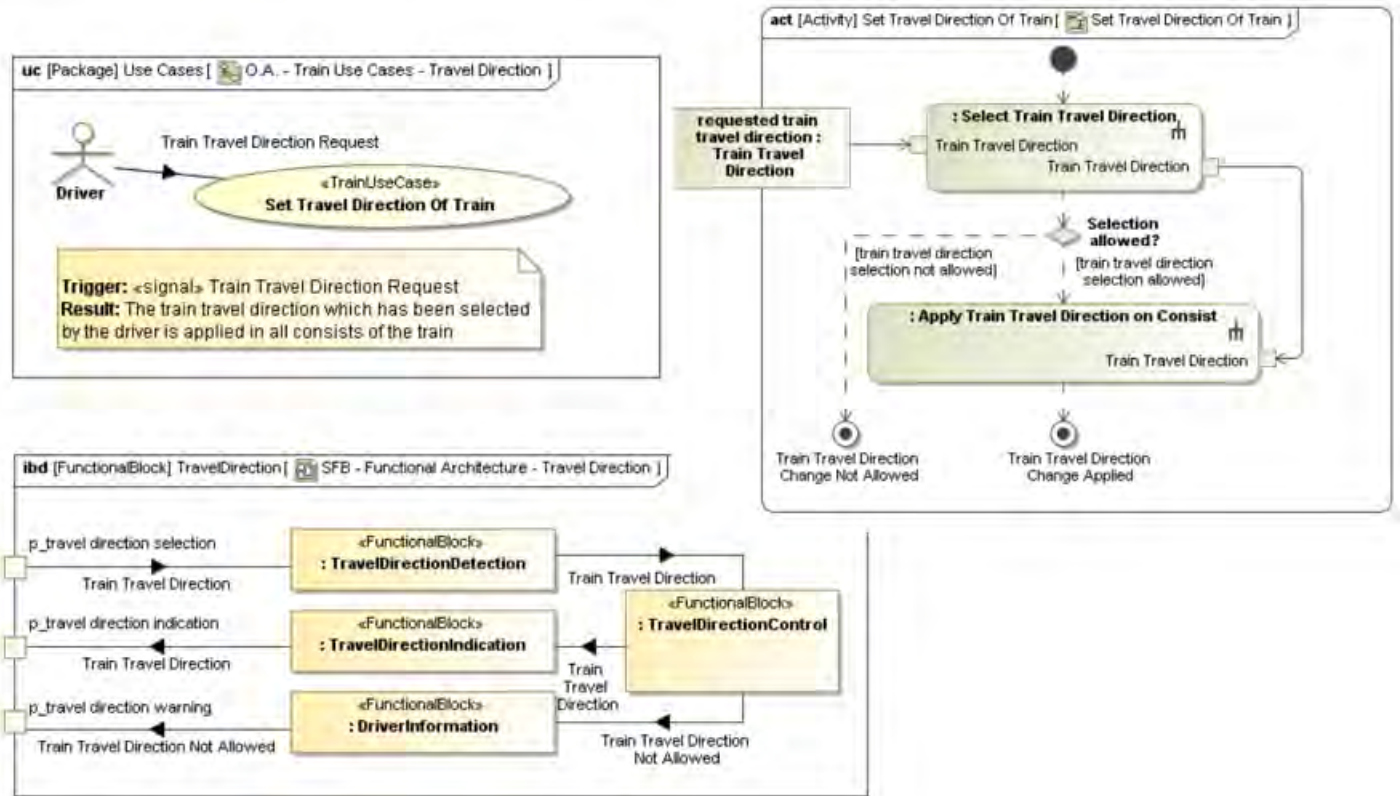 uc [Package] Use Cases [ O.A. - Train Use Cases - Travel Direction ]
Train Travel Direction Request
Driver
«TrainUseCase»
Set Travel Direction Of Train
Trigger: «signal» Train Travel Direction Request
Result: The train travel direction which has been selected
by the driver is applied in all consists of the train
act [Activity] Set Travel Direction Of Train [ Set Travel Direction Of Train ]
requested train
travel direction :
Train Travel
Direction
: Select Train Travel Direction
Train Travel Direction
Train Travel Direction
Selection
allowed?
[train travel direction
selection not allowed]
[train travel direction
selection allowed]
: Apply Train Travel Direction on Consist
Train Travel Direction
Train Travel Direction
Change Not Allowed
Train Travel Direction
Change Applied
ibd [FunctionalBlock] TravelDirection [ SFB - Functional Architecture - Travel Direction ]
p_travel direction selection
Train Travel Direction
«FunctionalBlock»
: TravelDirectionDetection
Train Travel Direction
«FunctionalBlock»
: TravelDirectionControl
p_travel direction indication
Train Travel Direction
«FunctionalBlock»
: TravelDirectionIndication
Train
Travel
Direction
p_travel direction warning
Train Travel Direction Not Allowed
«FunctionalBlock»
: DriverInformation
Train Travel Direction
Not Allowed